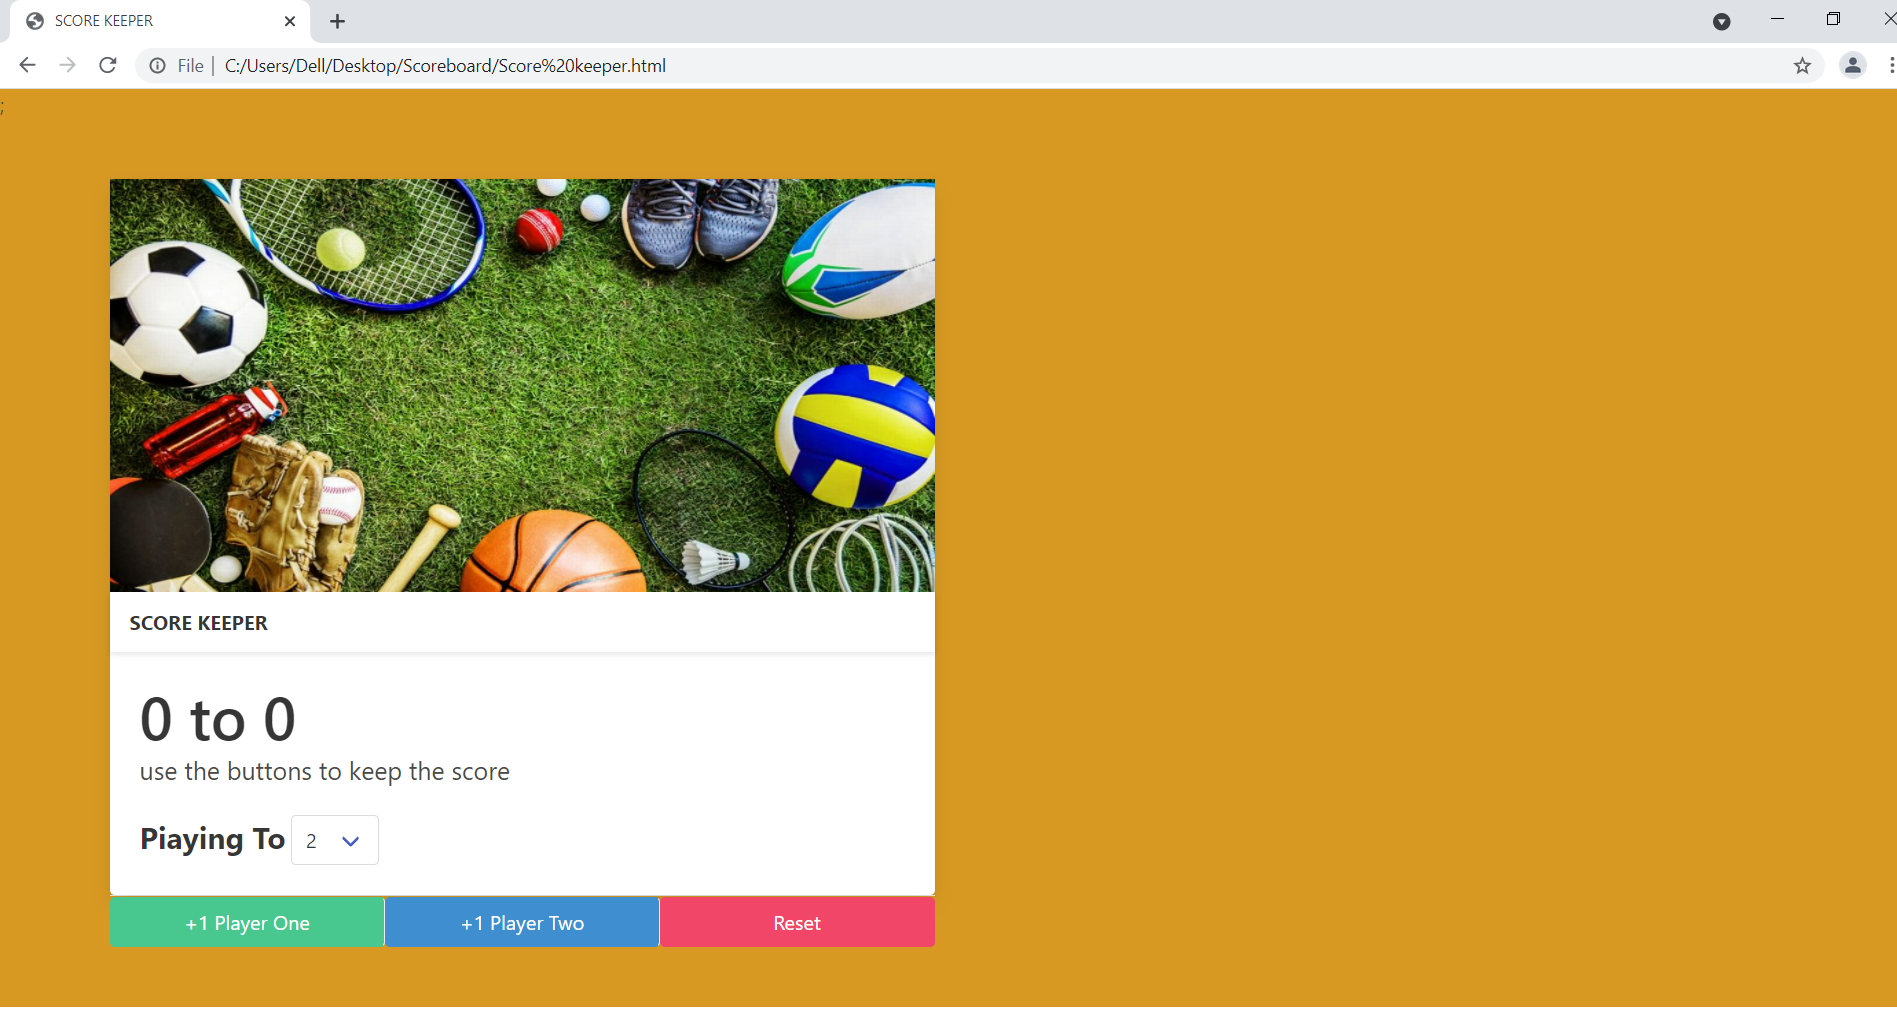 SCORE KEEPER
File | C:/Users/Dell/Desktop/Scoreboard/Score%20keeper.html
;
SCORE KEEPER
0 to 0
use the buttons to keep the score
Piaying To 2
+1 Player One +1 Player Two Reset